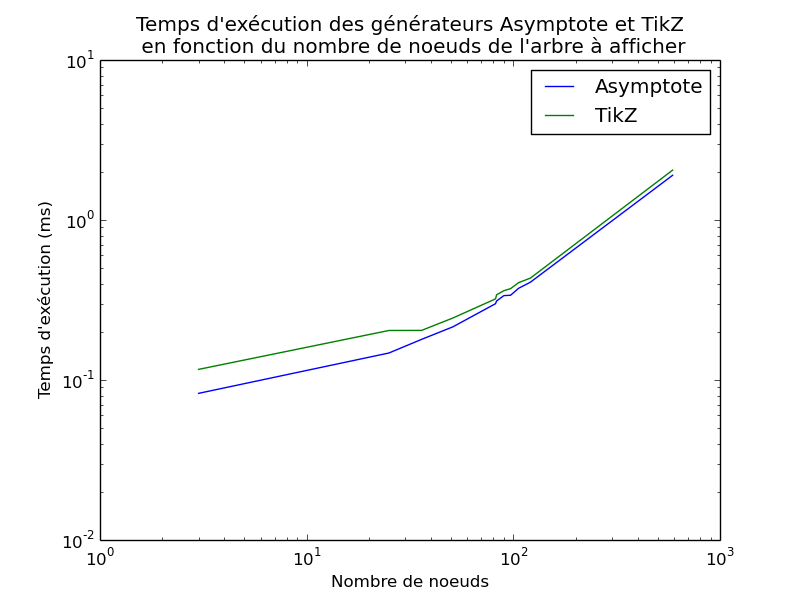 Temps d'exécution des générateurs Asymptote et TikZ
en fonction du nombre de noeuds de l'arbre à afficher
10^1
Asymptote
TikZ
10^0
Temps d'exécution (ms)
10^-1
10^-2
10^0
10^1
10^2
10^3
Nombre de noeuds